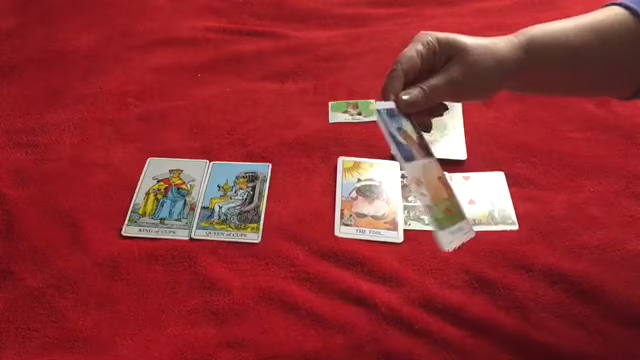 KING of CUPS.
QUEEN of CUPS.
THE FOOL.